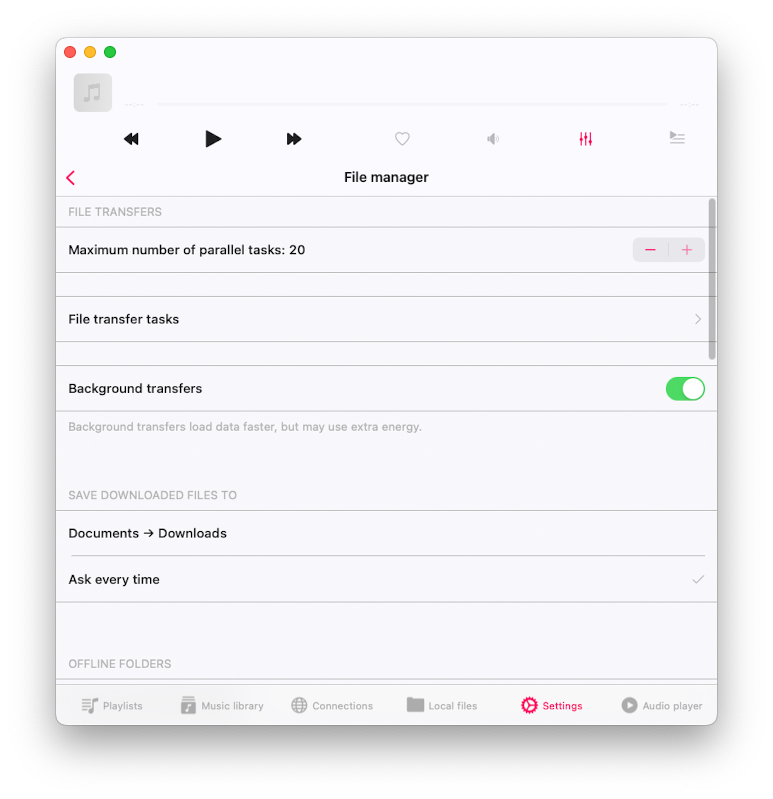 --:--
--:--
File manager
FILE TRANSFERS
Maximum number of parallel tasks: 20
File transfer tasks
Background transfers
Background transfers load data faster, but may use extra energy.
SAVE DOWNLOADED FILES TO
Documents → Downloads
Ask every time
OFFLINE FOLDERS
Playlists
Music library
Connections
Local files
Settings
Audio player